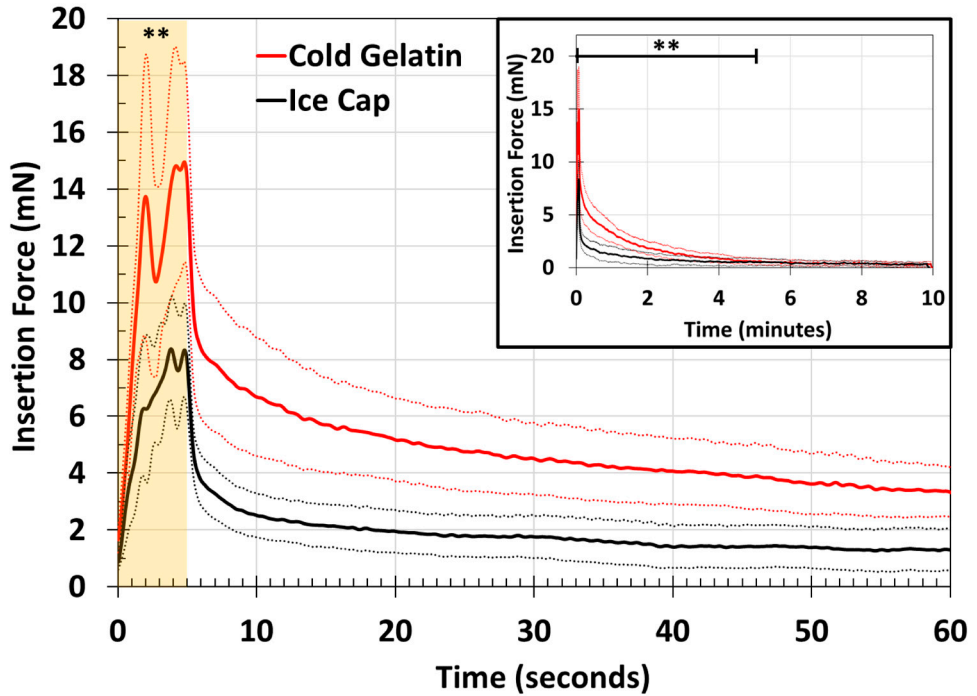 20
18
16
14
12
10
8
6
4
2
0
Insertion Force (mN)
**
Cold Gelatin
Ice Cap
0 10 20 30 40 50 60
Time (seconds)
20
15
10
5
0
Insertion Force (mN)
**
0 2 4 6 8 10
Time (minutes)